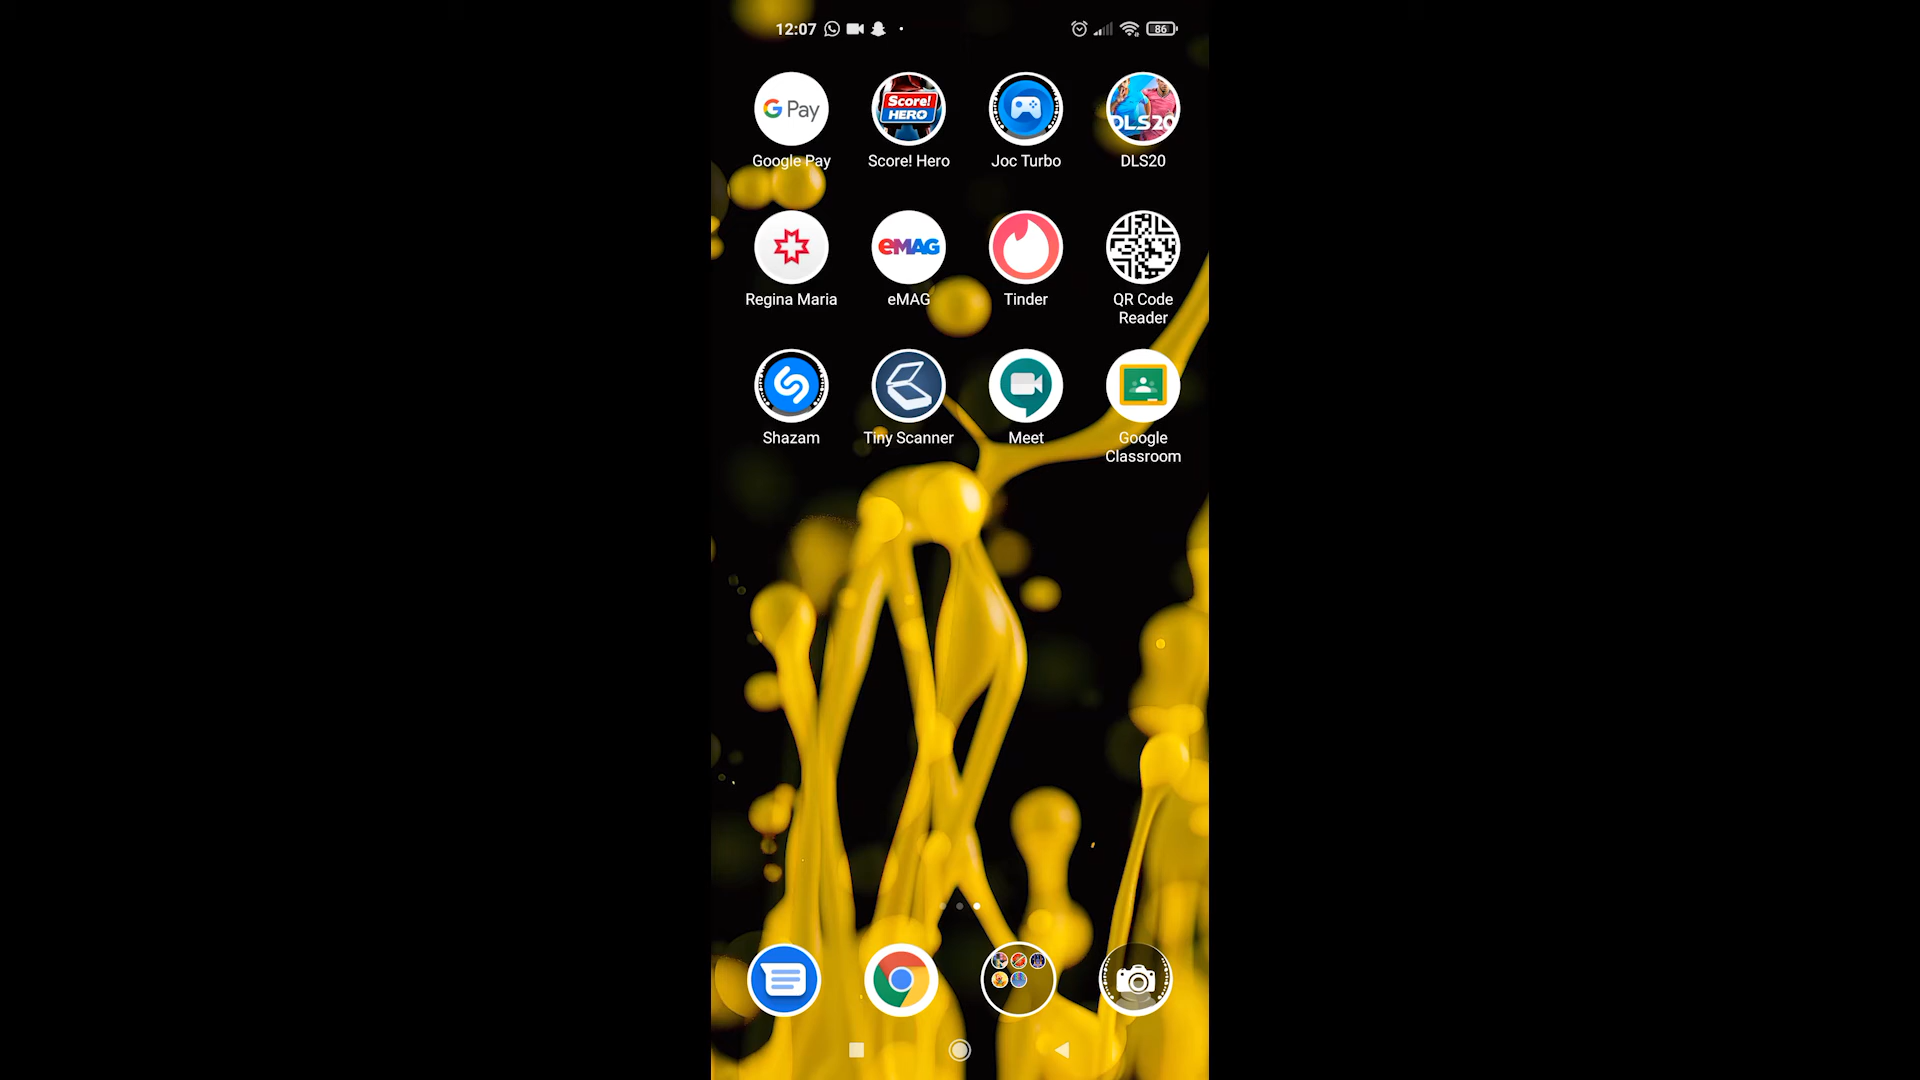 12:07
86
G Pay
Score!
HERO
DLS20
Google Pay
Score! Hero
Joc Turbo
DLS20
eMAG
Regina Maria
eMAG
Tinder
QR Code
Reader
Shazam
Tiny Scanner
Meet
Google
Classroom